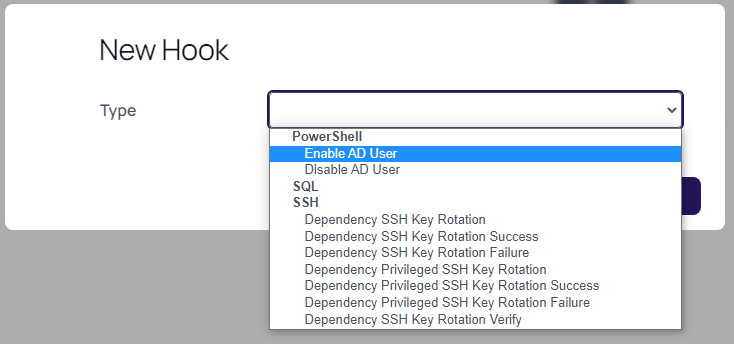 New Hook
Type
PowerShell
Enable AD User
Disable AD User
SQL
SSH
Dependency SSH Key Rotation
Dependency SSH Key Rotation Success
Dependency SSH Key Rotation Failure
Dependency Privileged SSH Key Rotation
Dependency Privileged SSH Key Rotation Success
Dependency Privileged SSH Key Rotation Failure
Dependency SSH Key Rotation Verify